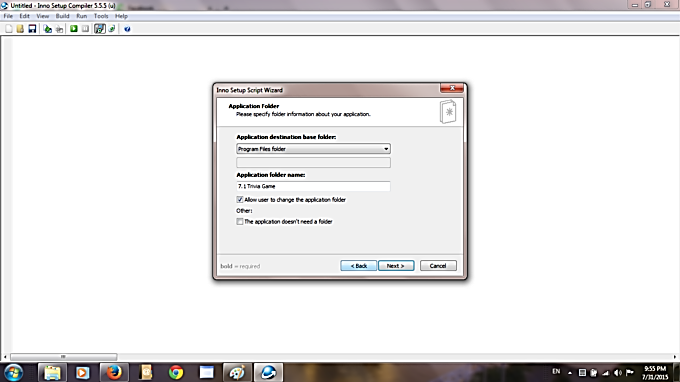 Untitled - Inno Setup Compiler 5.5.5 (u)
File Edit View Build Run Tools Help
Inno Setup Script Wizard
Application Folder
Please specify folder information about your application.
Application destination base folder:
Program Files folder
Application folder name:
7.1 Trivia Game
Allow user to change the application folder
Other:
The application doesn't need a folder
bold = required
< Back Next > Cancel
EN
9:55 PM
7/31/2015